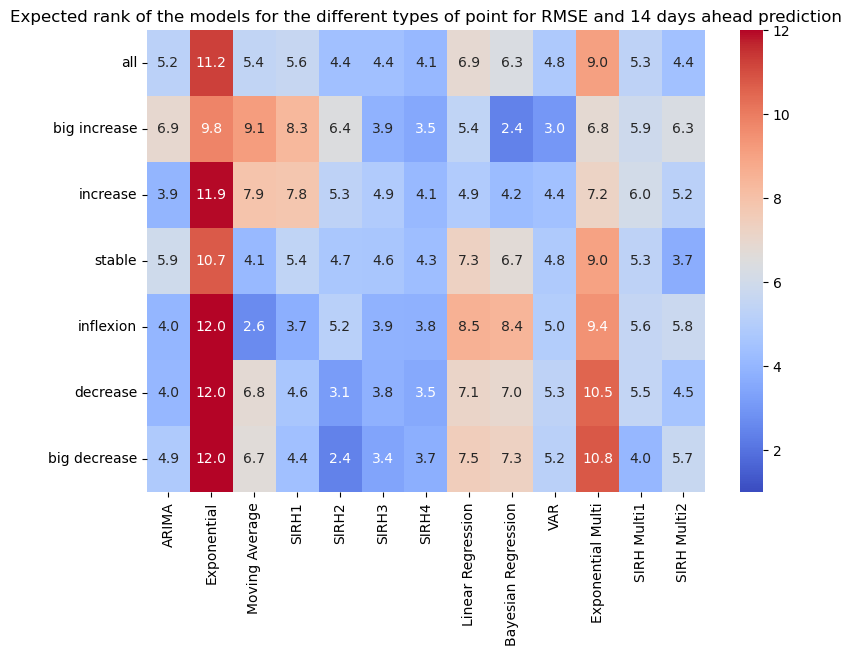 Expected rank of the models for the different types of point for RMSE and 14 days ahead prediction
all 5.2 11.2 5.4 5.6 4.4 4.4 4.1 6.9 6.3 4.8 9.0 5.3 4.4
big increase 6.9 9.8 9.1 8.3 6.4 3.9 3.5 5.4 2.4 3.0 6.8 5.9 6.3
increase 3.9 11.9 7.9 7.8 5.3 4.9 4.1 4.9 4.2 4.4 7.2 6.0 5.2
stable 5.9 10.7 4.1 5.4 4.7 4.6 4.3 7.3 6.7 4.8 9.0 5.3 3.7
inflexion 4.0 12.0 2.6 3.7 5.2 3.9 3.8 8.5 8.4 5.0 9.4 5.6 5.8
decrease 4.0 12.0 6.8 4.6 3.1 3.8 3.5 7.1 7.0 5.3 10.5 5.5 4.5
big decrease 4.9 12.0 6.7 4.4 2.4 3.4 3.7 7.5 7.3 5.2 10.8 4.0 5.7
ARIMA
Exponential
Moving Average
SIRH1
SIRH2
SIRH3
SIRH4
Linear Regression
Bayesian Regression
VAR
Exponential Multi
SIRH Multi1
SIRH Multi2
12
10
8
6
4
2